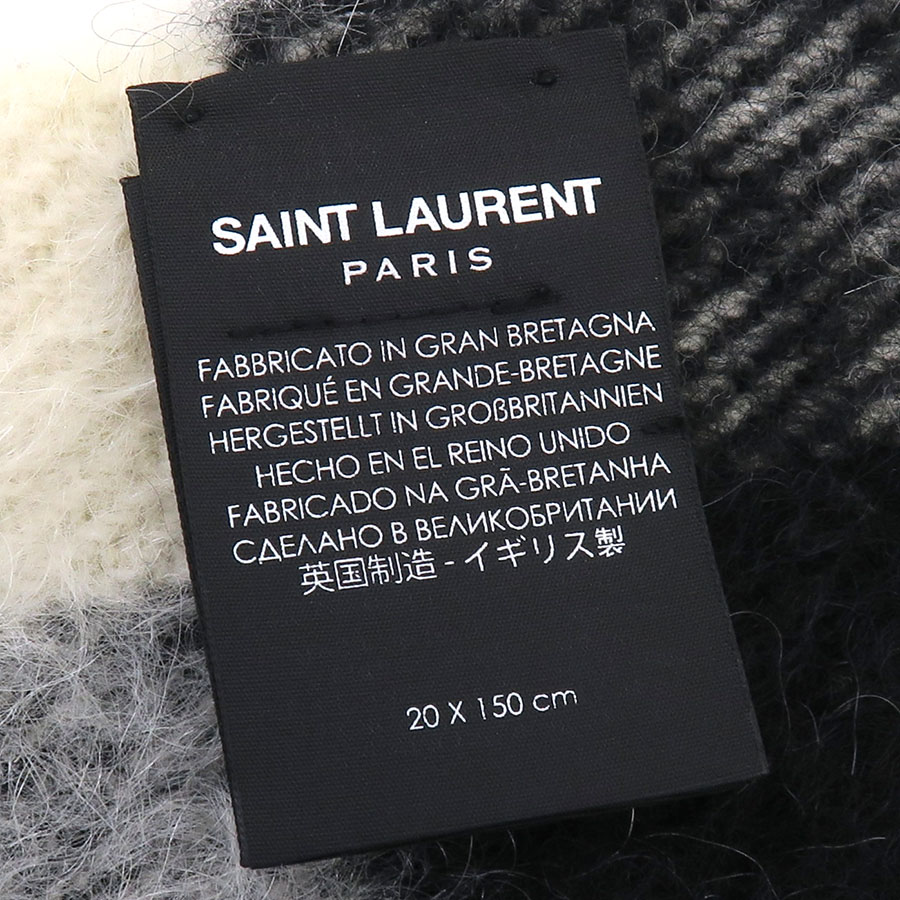 SAINT LAURENT
PARIS
FABBRICATO IN GRAN BRETAGNA
FABRIQUÉ EN GRANDE-BRETAGNE
HERGESTELLT IN GROẞBRITANNIEN
HECHO EN EL REINO UNIDO
FABRICADO NA GRÃ-BRETANHA
СДЕЛАНО В ВЕЛИКОБРИТАНИИ
英国制造 - イギリス製
20 X 150 cm